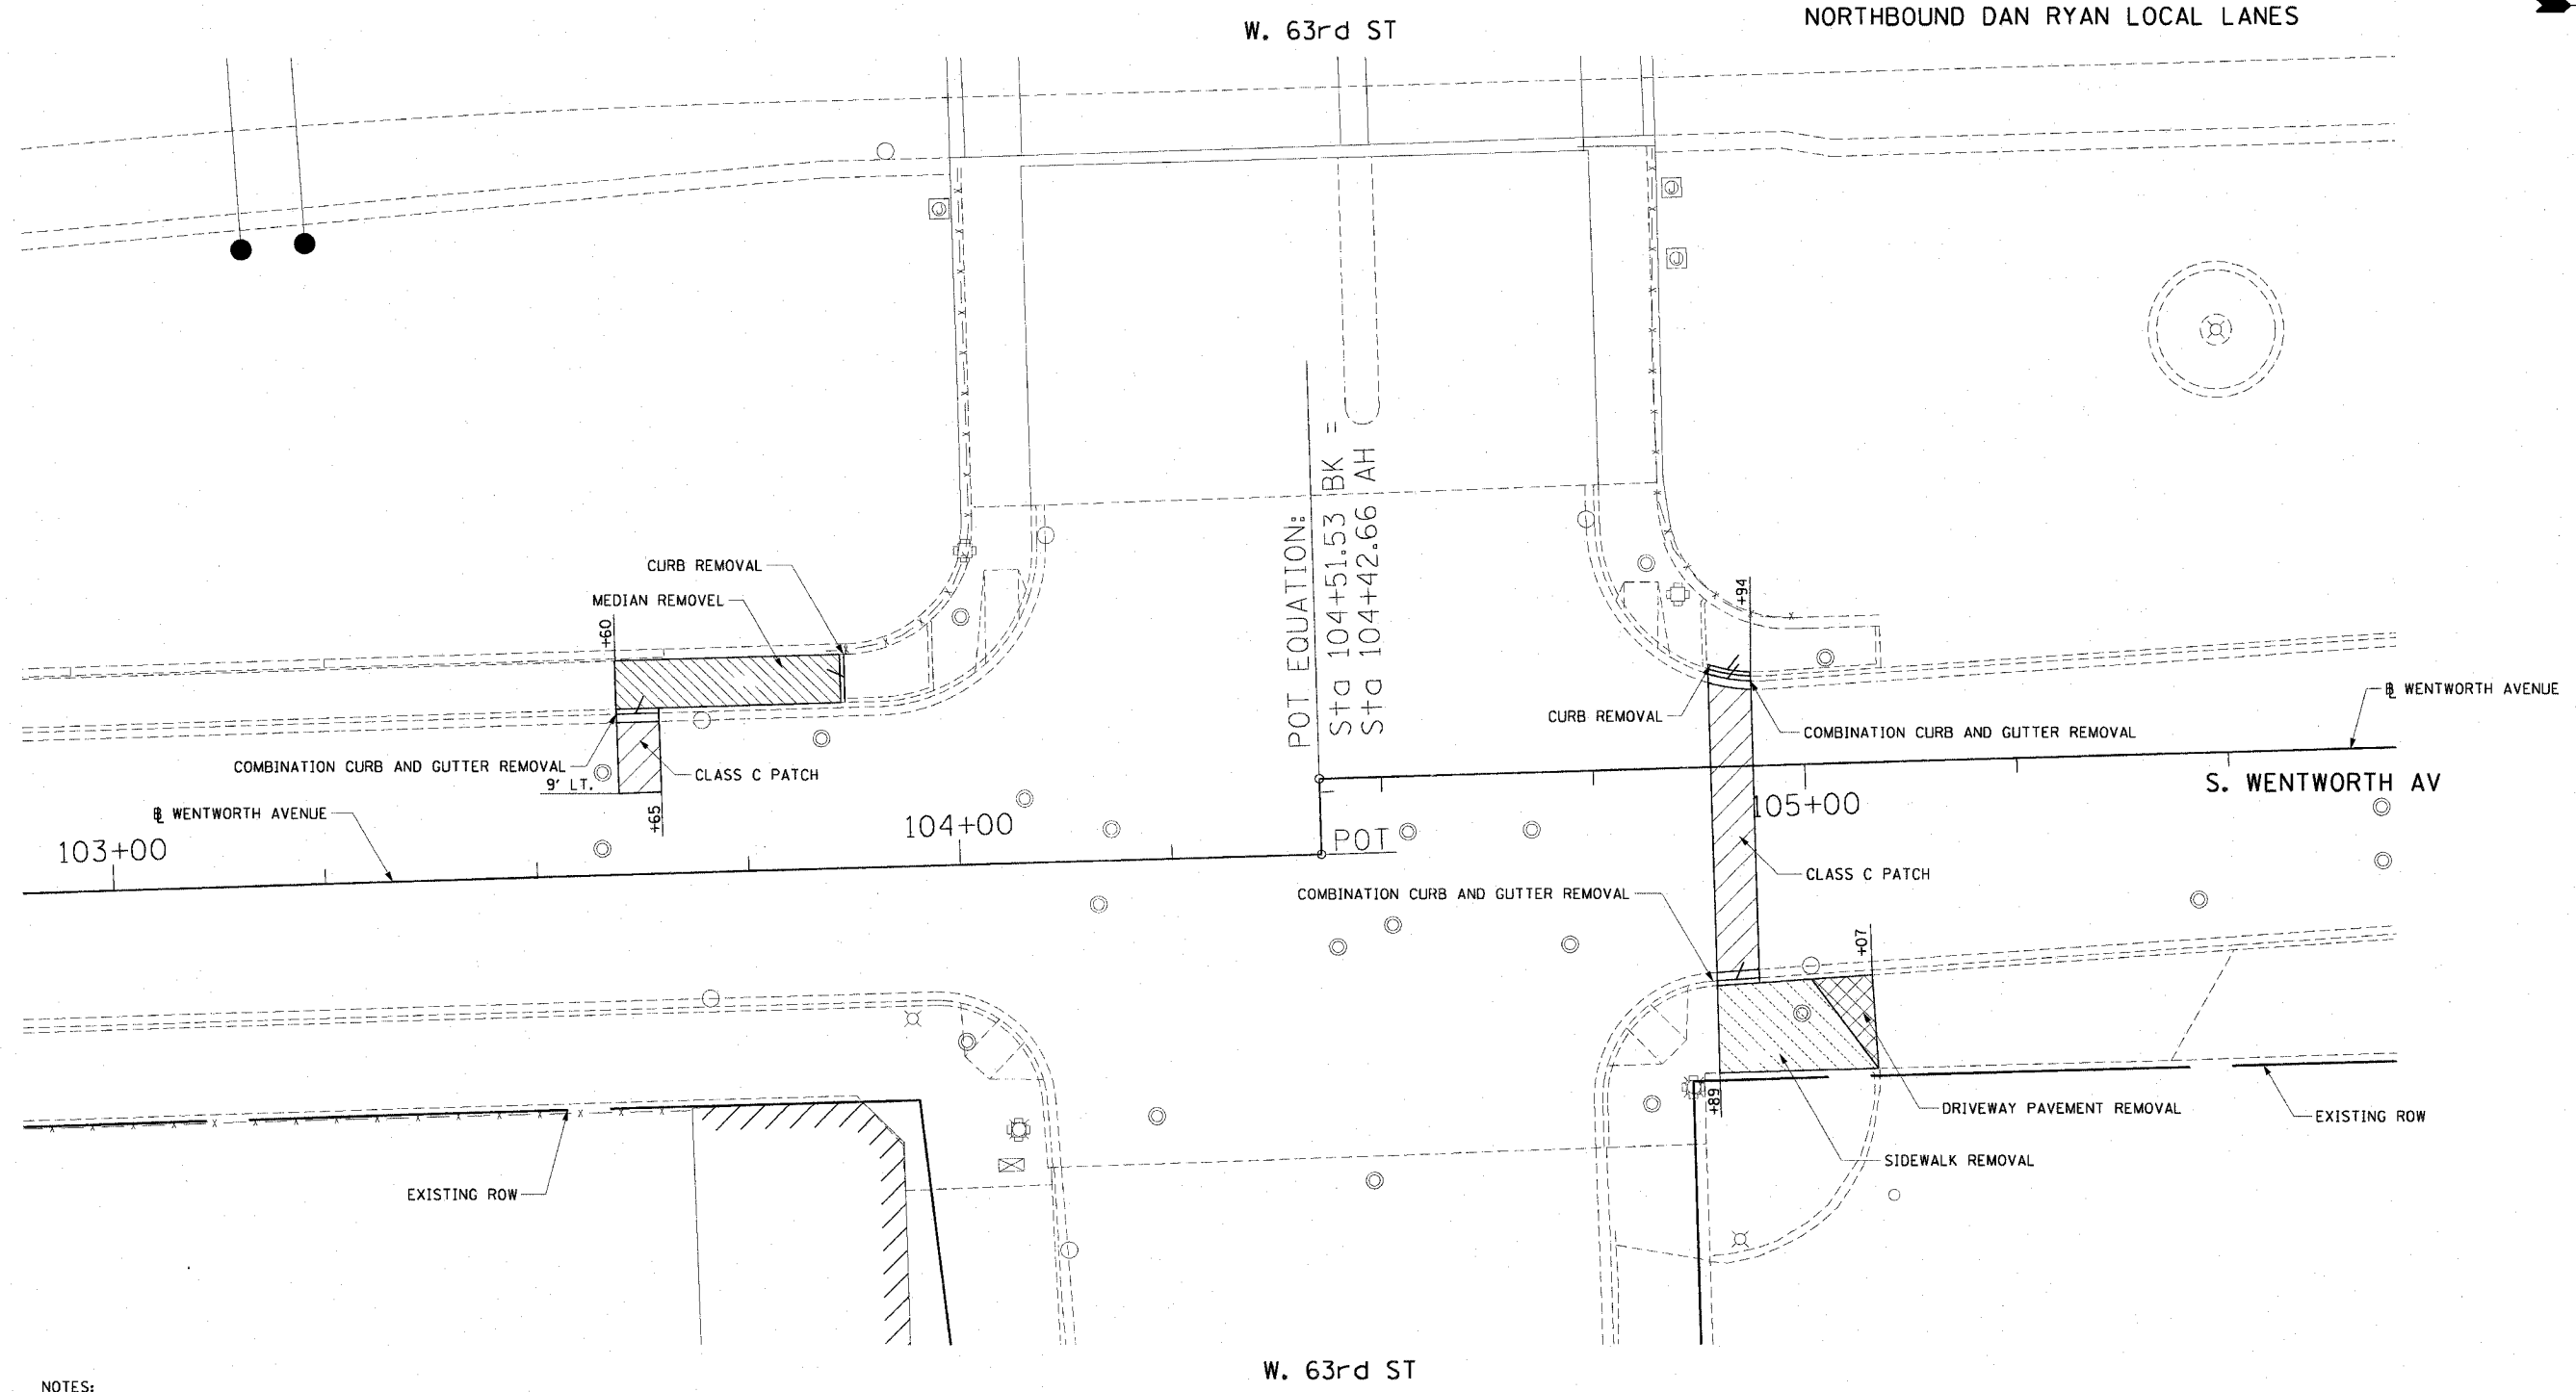 W. 63rd ST
NORTHBOUND DAN RYAN LOCAL LANES
POT EQUATION:
Sta 104+51.53 BK =
Sta 104+42.66 AH
CURB REMOVAL
MEDIAN REMOVEL
+60
+94
COMBINATION CURB AND GUTTER REMOVAL
9' LT.
CLASS C PATCH
+65
℄ WENTWORTH AVENUE
103+00
104+00
POT
CURB REMOVAL
COMBINATION CURB AND GUTTER REMOVAL
℄ WENTWORTH AVENUE
S. WENTWORTH AV
105+00
CLASS C PATCH
COMBINATION CURB AND GUTTER REMOVAL
+07
+89
DRIVEWAY PAVEMENT REMOVAL
EXISTING ROW
SIDEWALK REMOVAL
EXISTING ROW
W. 63rd ST
NOTES: